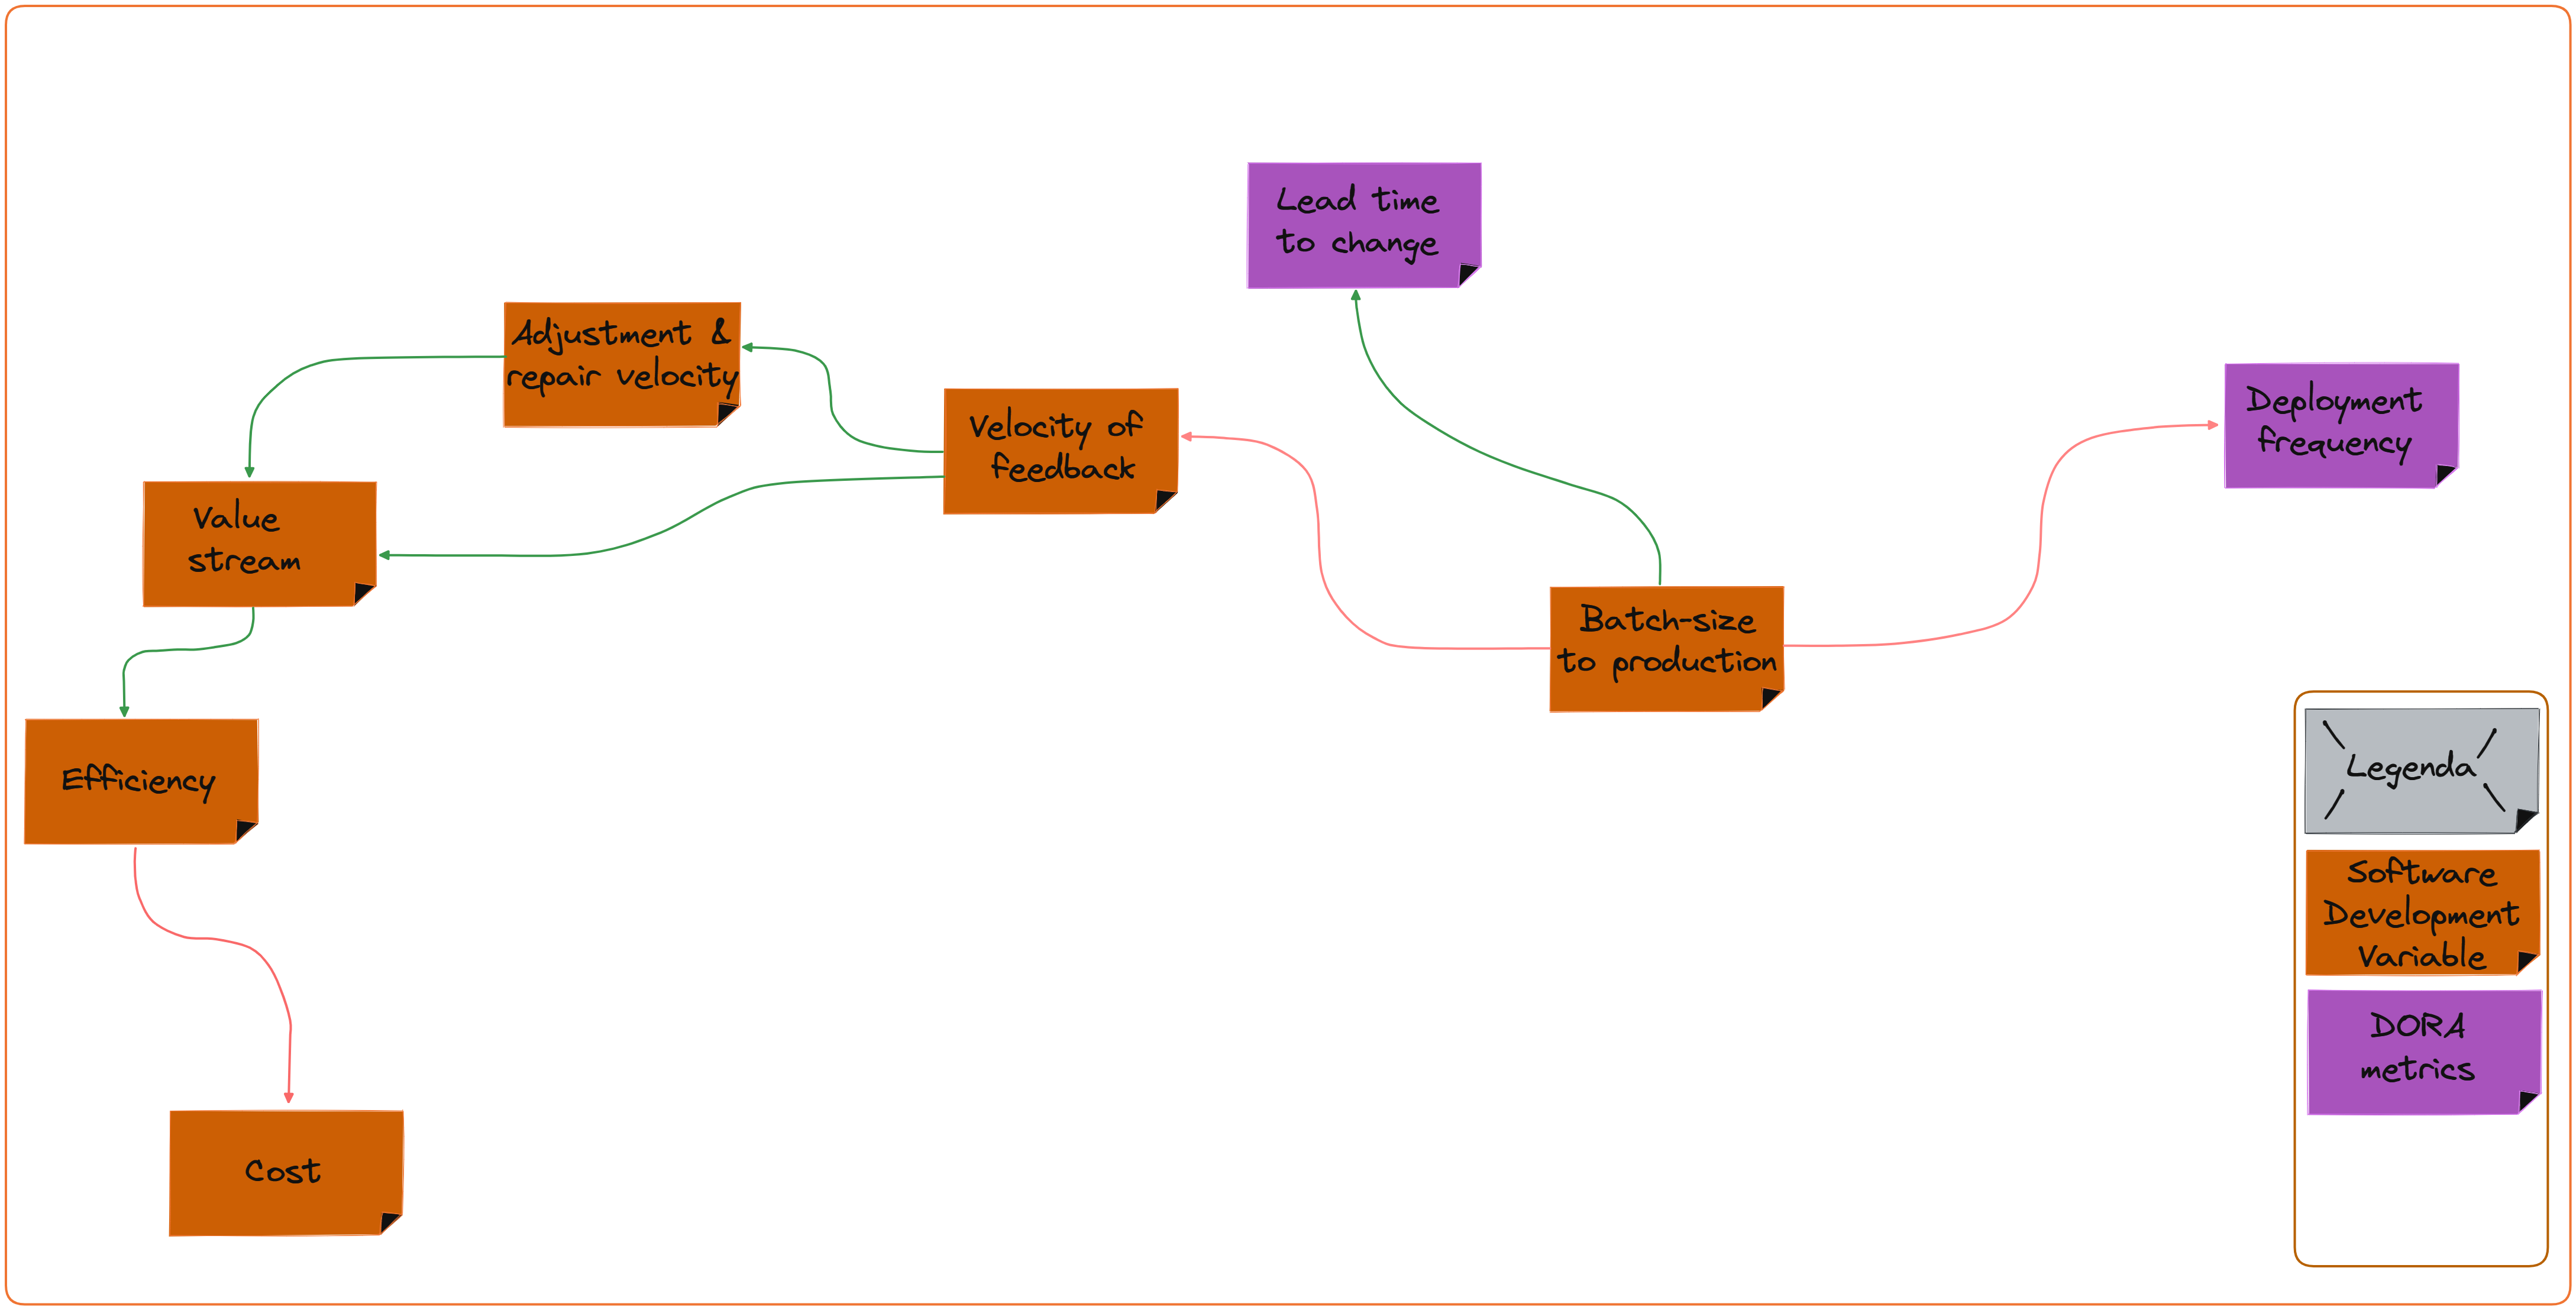 Lead time
to change
Adjustment &
repair velocity
Deployment
frequency
Velocity of
feedback
Value
stream
Batch-size
to production
Efficiency
Legenda
Software
Development
Variable
DORA
metrics
Cost